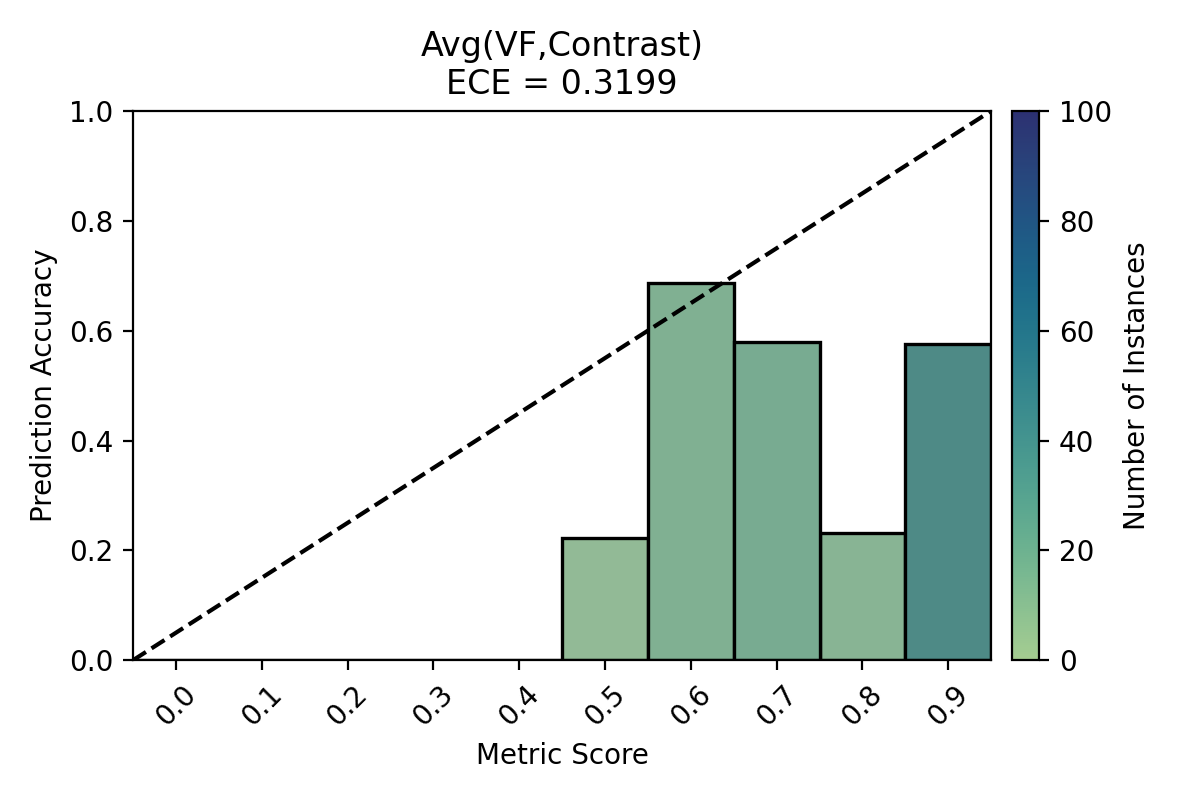 Avg(VF,Contrast)
ECE = 0.3199
1.0
0.8
0.6
0.4
0.2
0.0
Prediction Accuracy
0.0 0.1 0.2 0.3 0.4 0.5 0.6 0.7 0.8 0.9
Metric Score
100
80
60
40
20
0
Number of Instances